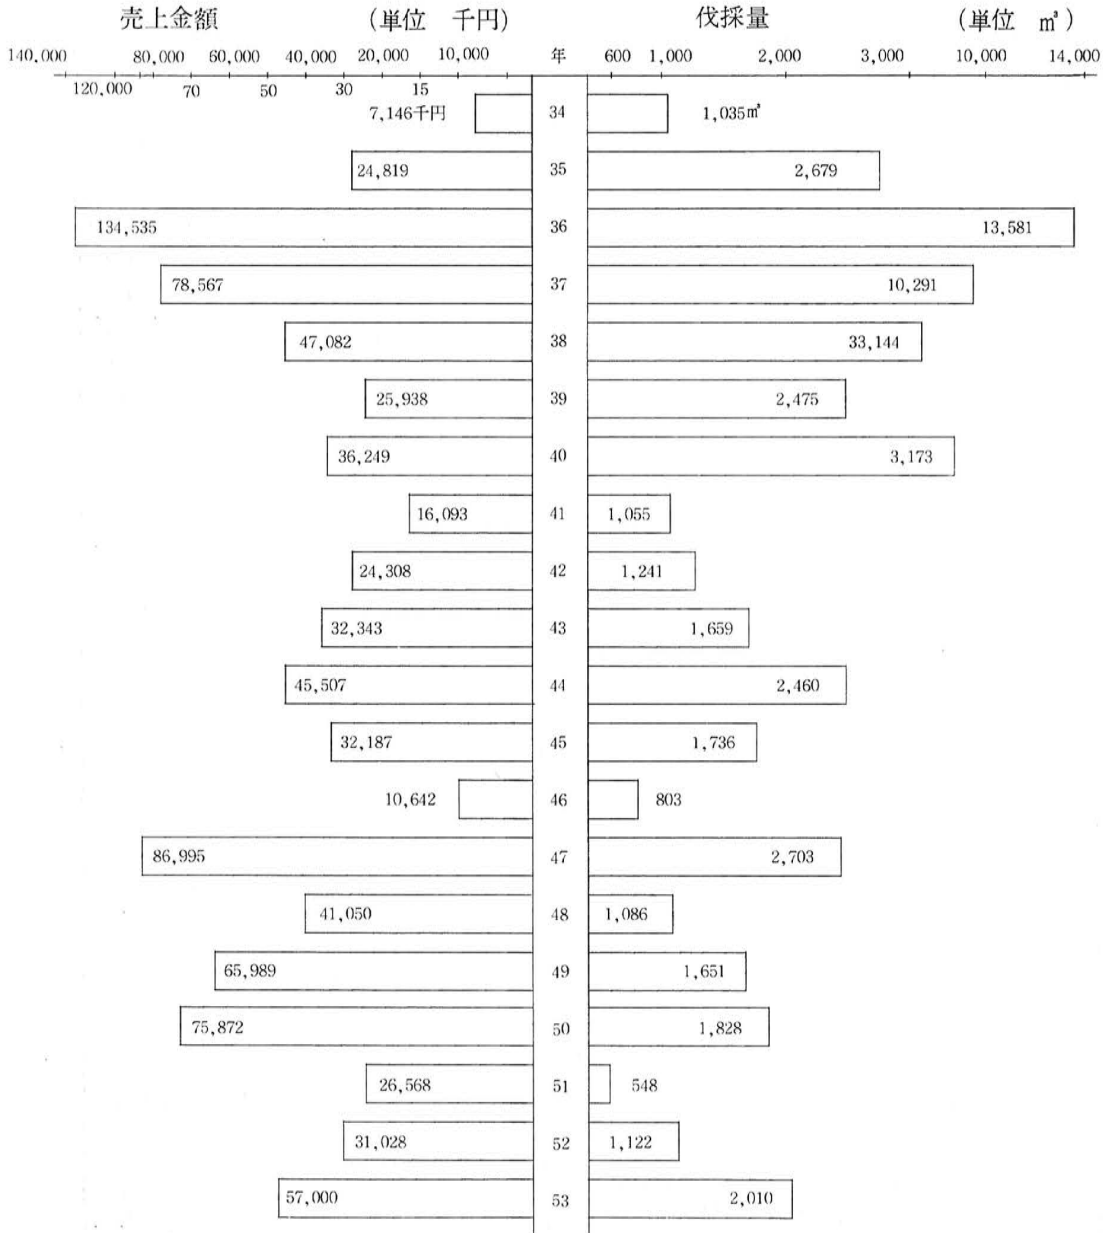 売上金額 (単位 千円) 伐採量 (単位 ㎥)
140,000 80,000 60,000 40,000 20,000 10,000 年 600 1,000 2,000 3,000 10,000 14,000
120,000 70 50 30 15
7,146千円 34 1,035㎥
24,819 35 2,679
134,535 36 13,581
78,567 37 10,291
47,082 38 33,144
25,938 39 2,475
36,249 40 3,173
16,093 41 1,055
24,308 42 1,241
32,343 43 1,659
45,507 44 2,460
32,187 45 1,736
10,642 46 803
86,995 47 2,703
41,050 48 1,086
65,989 49 1,651
75,872 50 1,828
26,568 51 548
31,028 52 1,122
57,000 53 2,010